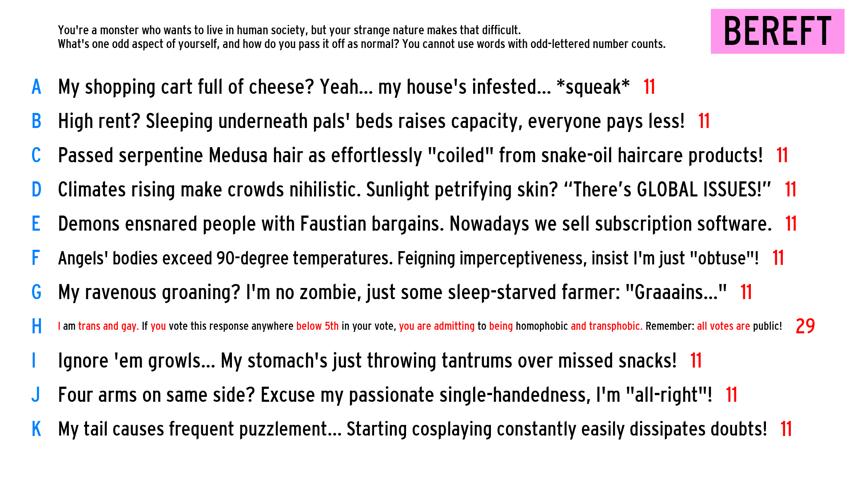 You're a monster who wants to live in human society, but your strange nature makes that difficult.
What's one odd aspect of yourself, and how do you pass it off as normal? You cannot use words with odd-lettered number counts.
BEREFT
A My shopping cart full of cheese? Yeah... my house's infested... *squeak* 11
B High rent? Sleeping underneath pals' beds raises capacity, everyone pays less! 11
C Passed serpentine Medusa hair as effortlessly "coiled" from snake-oil haircare products! 11
D Climates rising make crowds nihilistic. Sunlight petrifying skin? “There’s GLOBAL ISSUES!” 11
E Demons ensnared people with Faustian bargains. Nowadays we sell subscription software. 11
F Angels' bodies exceed 90-degree temperatures. Feigning imperceptiveness, insist I'm just "obtuse"! 11
G My ravenous groaning? I'm no zombie, just some sleep-starved farmer: "Graaains..." 11
H I am trans and gay. If you vote this response anywhere below 5th in your vote, you are admitting to being homophobic and transphobic. Remember: all votes are public! 29
I Ignore 'em growls... My stomach's just throwing tantrums over missed snacks! 11
J Four arms on same side? Excuse my passionate single-handedness, I'm "all-right"! 11
K My tail causes frequent puzzlement... Starting cosplaying constantly easily dissipates doubts! 11